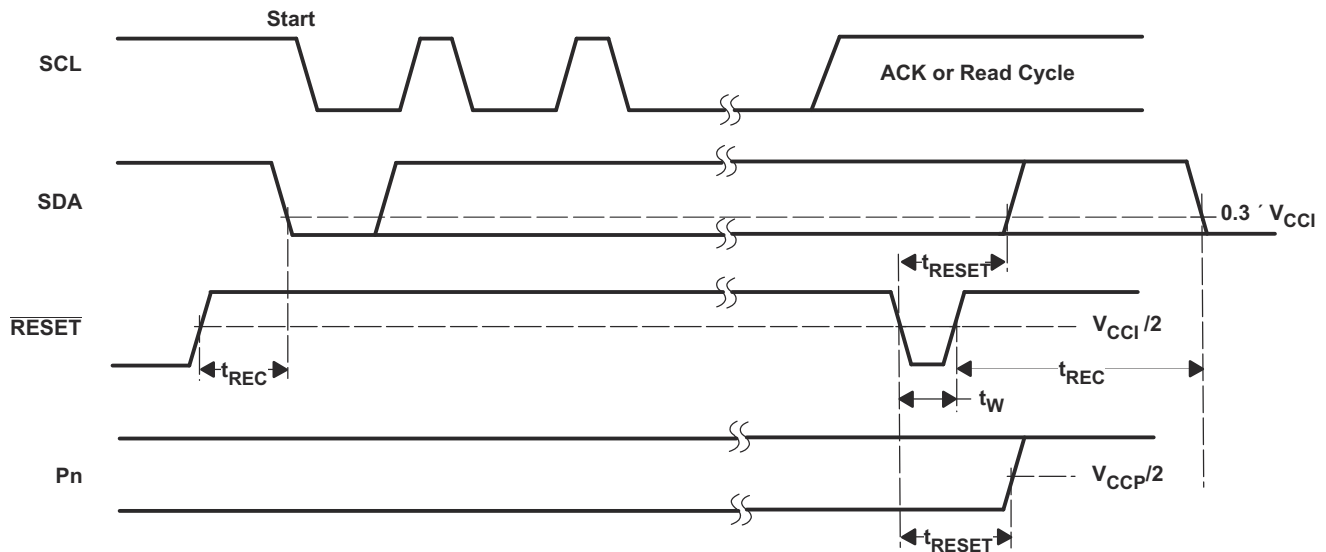 Start
SCL
ACK or Read Cycle
SDA
0.3 ´ VCCI
tRESET
RESET
VCCI /2
tREC
tREC
tW
Pn
VCCP/2
tRESET